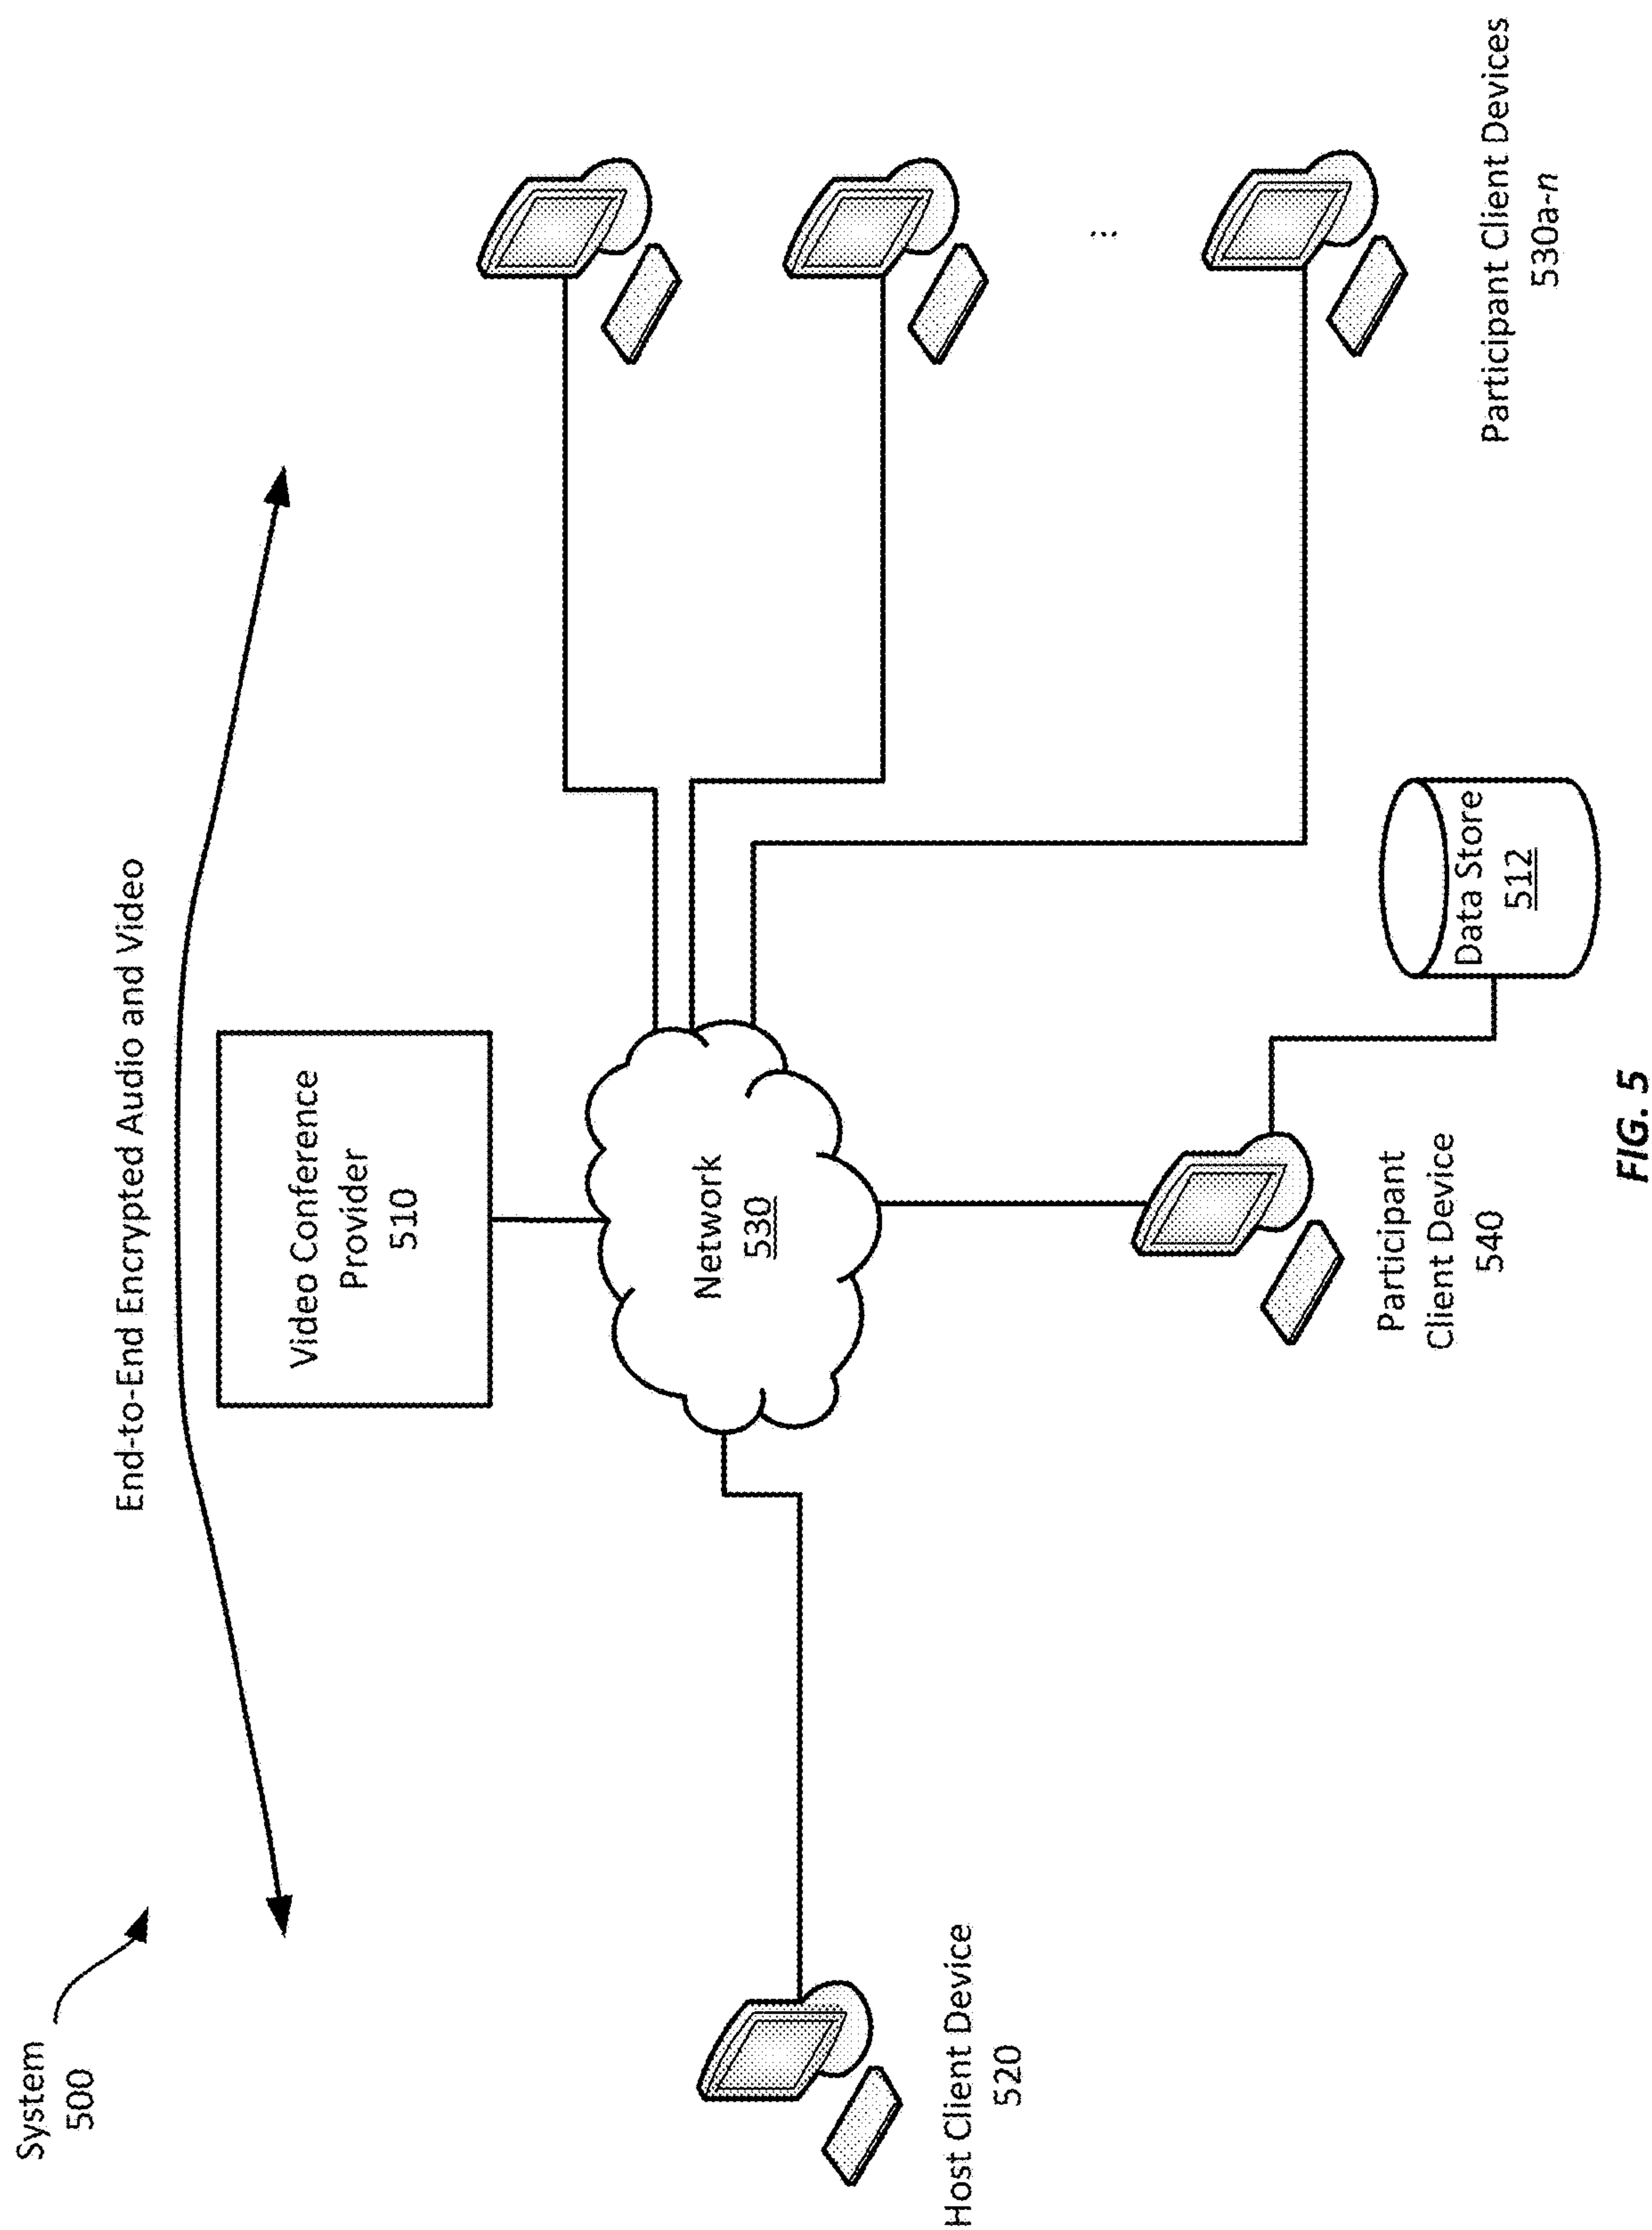 System
500
End-to-End Encrypted Audio and Video
Video Conference
Provider
510
Network
530
Host Client Device
520
Participant
Client Device
540
Data Store
512
Participant Client Devices
530a-n
FIG. 5